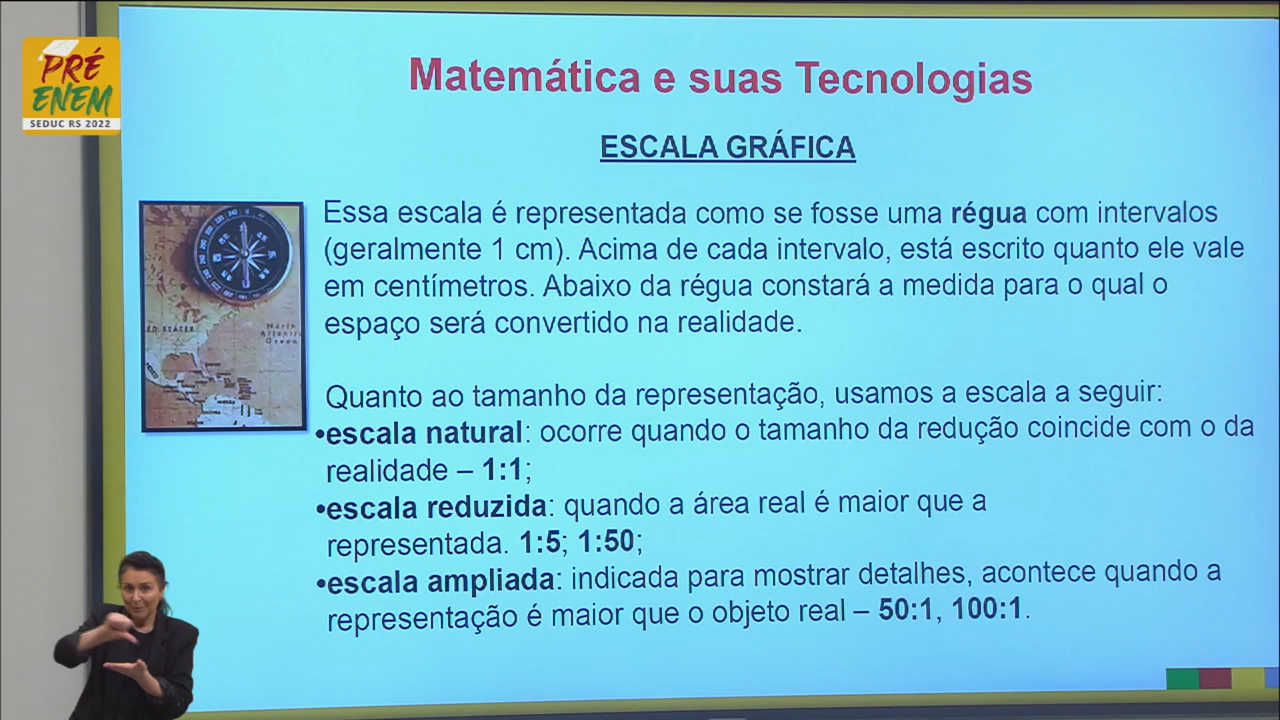 PRÉ
ENEM
SEDUC RS 2022
Matemática e suas Tecnologias
ESCALA GRÁFICA
Essa escala é representada como se fosse uma régua com intervalos
(geralmente 1 cm). Acima de cada intervalo, está escrito quanto ele vale
em centímetros. Abaixo da régua constará a medida para o qual o
espaço será convertido na realidade.
Quanto ao tamanho da representação, usamos a escala a seguir:
•escala natural: ocorre quando o tamanho da redução coincide com o da
realidade – 1:1;
•escala reduzida: quando a área real é maior que a
representada. 1:5; 1:50;
•escala ampliada: indicada para mostrar detalhes, acontece quando a
representação é maior que o objeto real – 50:1, 100:1.
North
Atlantic
Ocean